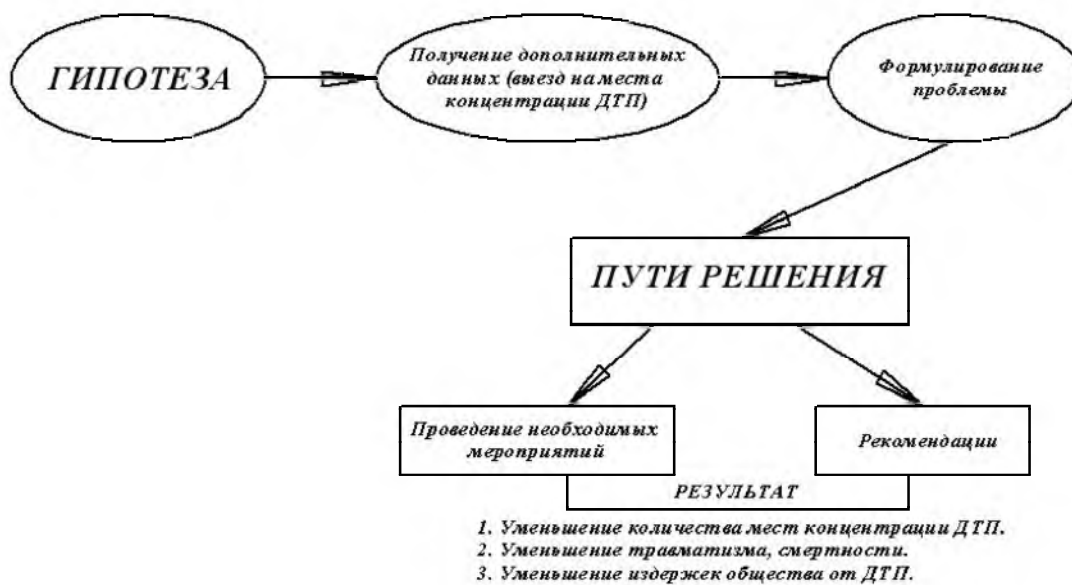 ГИПОТЕЗА
Получение дополнительных
данных (выезд на места
концентрации ДТП)
Формулирование
проблемы
ПУТИ РЕШЕНИЯ
Проведение необходимых
мероприятий
Рекомендации
РЕЗУЛЬТАТ
1. Уменьшение количества мест концентрации ДТП.
2. Уменьшение травматизма, смертности.
3. Уменьшение издержек общества от ДТП.